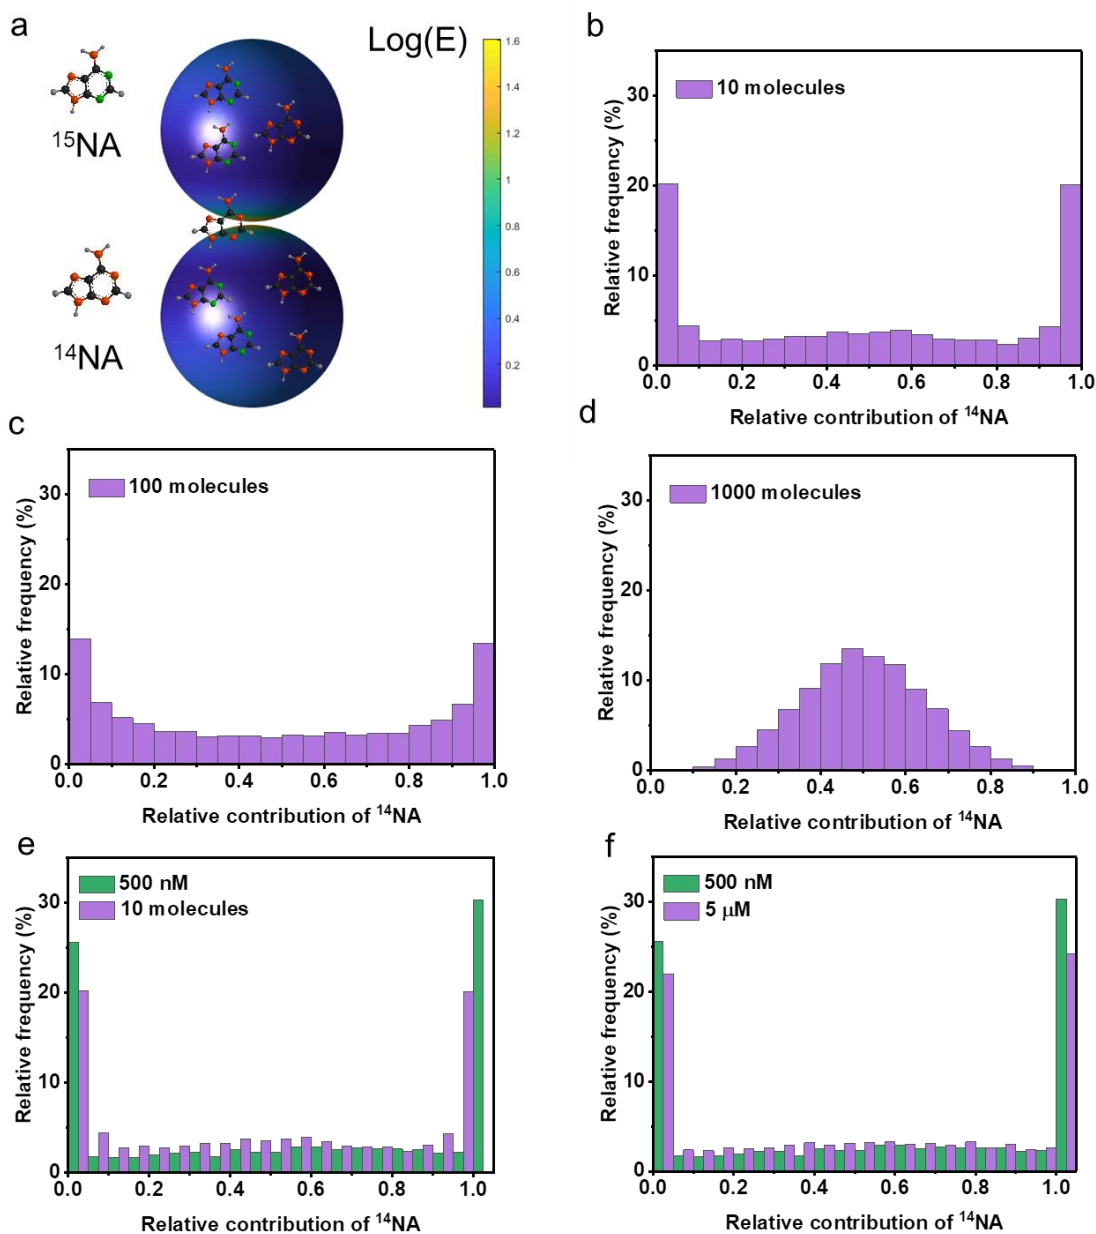 a
Log(E)
¹⁵NA
¹⁴NA
1.6
1.4
1.2
1
0.8
0.6
0.4
0.2
b
10 molecules
Relative frequency (%)
30
20
10
0
0.0 0.2 0.4 0.6 0.8 1.0
Relative contribution of ¹⁴NA
c
100 molecules
Relative frequency (%)
30
20
10
0
0.0 0.2 0.4 0.6 0.8 1.0
Relative contribution of ¹⁴NA
d
1000 molecules
Relative frequency (%)
30
20
10
0
0.0 0.2 0.4 0.6 0.8 1.0
Relative contribution of ¹⁴NA
e
500 nM
10 molecules
Relative frequency (%)
30
20
10
0
0.0 0.2 0.4 0.6 0.8 1.0
Relative contribution of ¹⁴NA
f
500 nM
5 μM
Relative frequency (%)
30
20
10
0
0.0 0.2 0.4 0.6 0.8 1.0
Relative contribution of ¹⁴NA